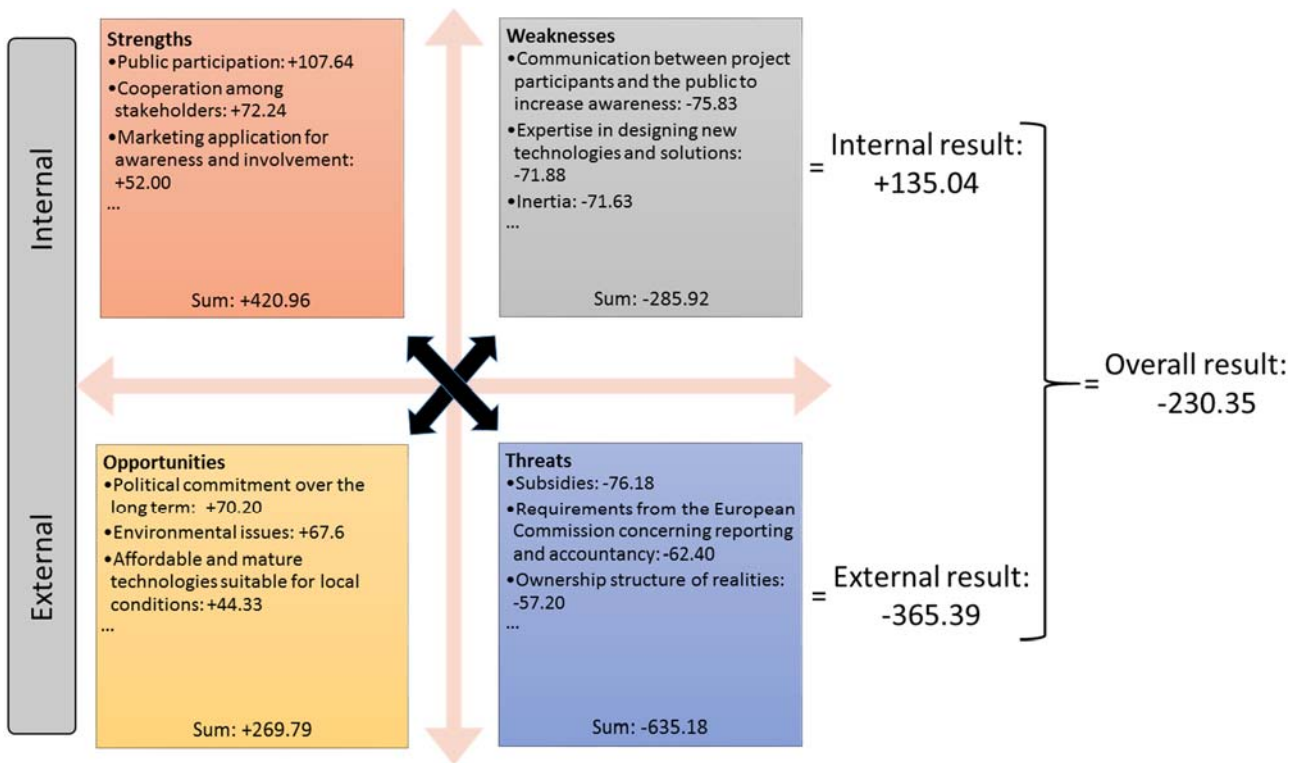 Internal
Strengths
•Public participation: +107.64
•Cooperation among
stakeholders: +72.24
•Marketing application for
awareness and involvement:
+52.00
...
Sum: +420.96
Weaknesses
•Communication between project
participants and the public to
increase awareness: -75.83
•Expertise in designing new
technologies and solutions:
-71.88
•Inertia: -71.63
...
Sum: -285.92
= Internal result:
+135.04
= Overall result:
-230.35
External
Opportunities
•Political commitment over the
long term: +70.20
•Environmental issues: +67.6
•Affordable and mature
technologies suitable for local
conditions: +44.33
...
Sum: +269.79
Threats
•Subsidies: -76.18
•Requirements from the European
Commission concerning reporting
and accountancy: -62.40
•Ownership structure of realities:
-57.20
...
Sum: -635.18
= External result:
-365.39